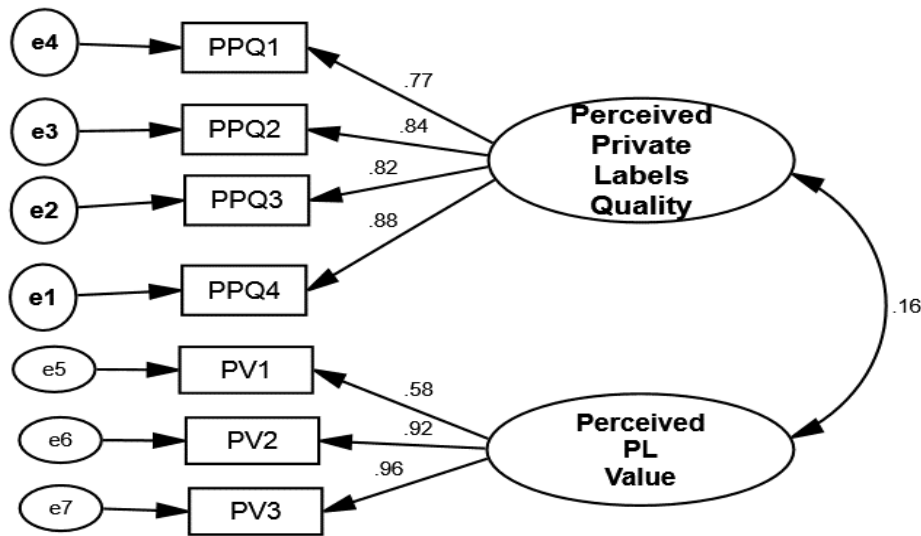 e4
PPQ1
.77
e3
PPQ2
.84
e2
PPQ3
.82
e1
PPQ4
.88
Perceived
Private
Labels
Quality
.16
e5
PV1
.58
e6
PV2
.92
e7
PV3
.96
Perceived
PL
Value